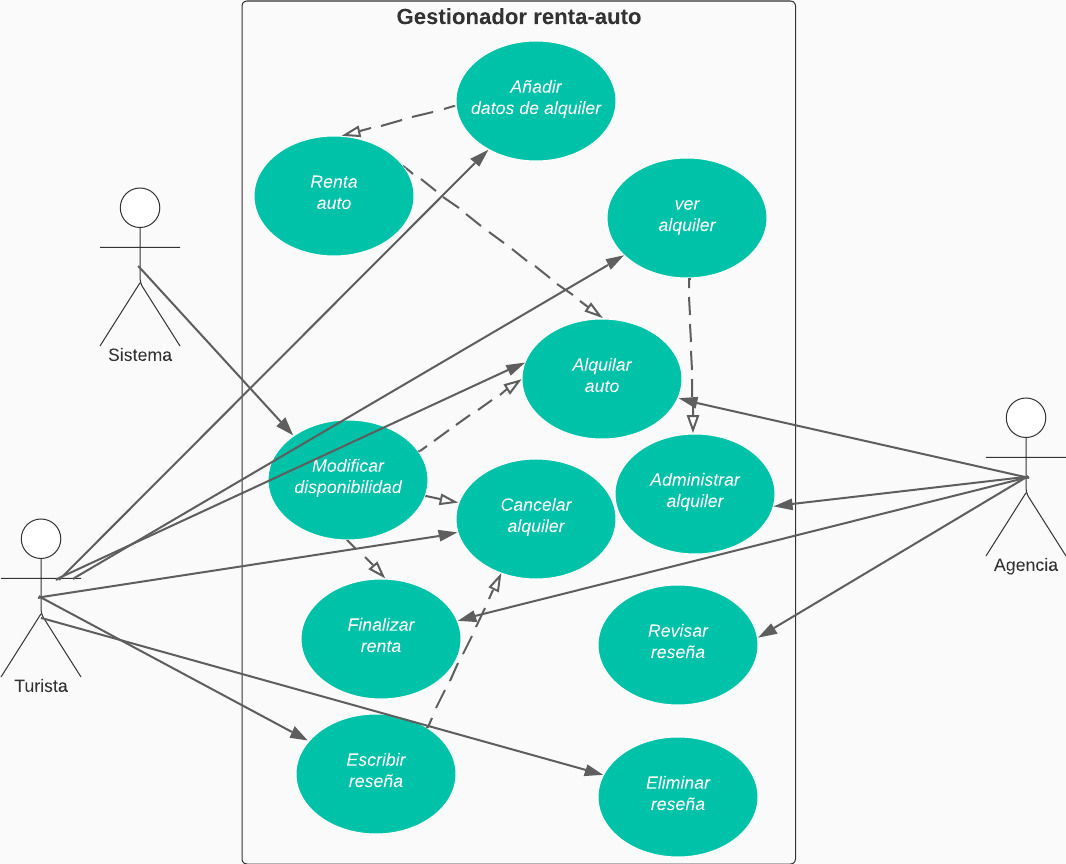 Gestionador renta-auto
Añadir
datos de alquiler
Renta
auto
ver
alquiler
Sistema
Alquilar
auto
Modificar
disponibilidad
Administrar
alquiler
Cancelar
alquiler
Agencia
Finalizar
renta
Revisar
reseña
Turista
Escribir
reseña
Eliminar
reseña